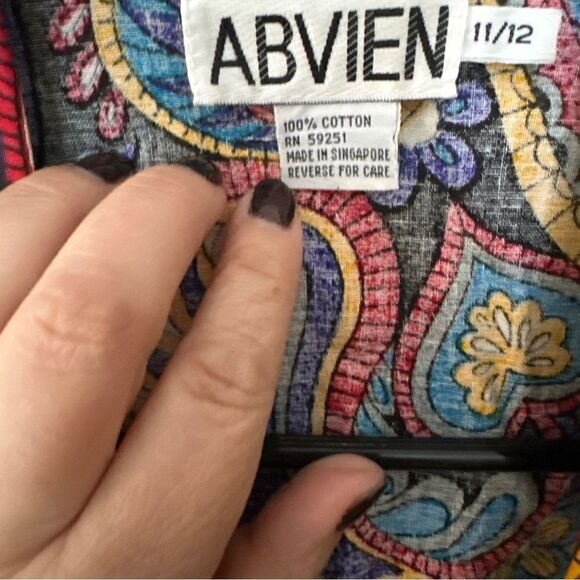 ABVIEN
11/12
100% COTTON
RN 59251
MADE IN SINGAPORE
REVERSE FOR CARE